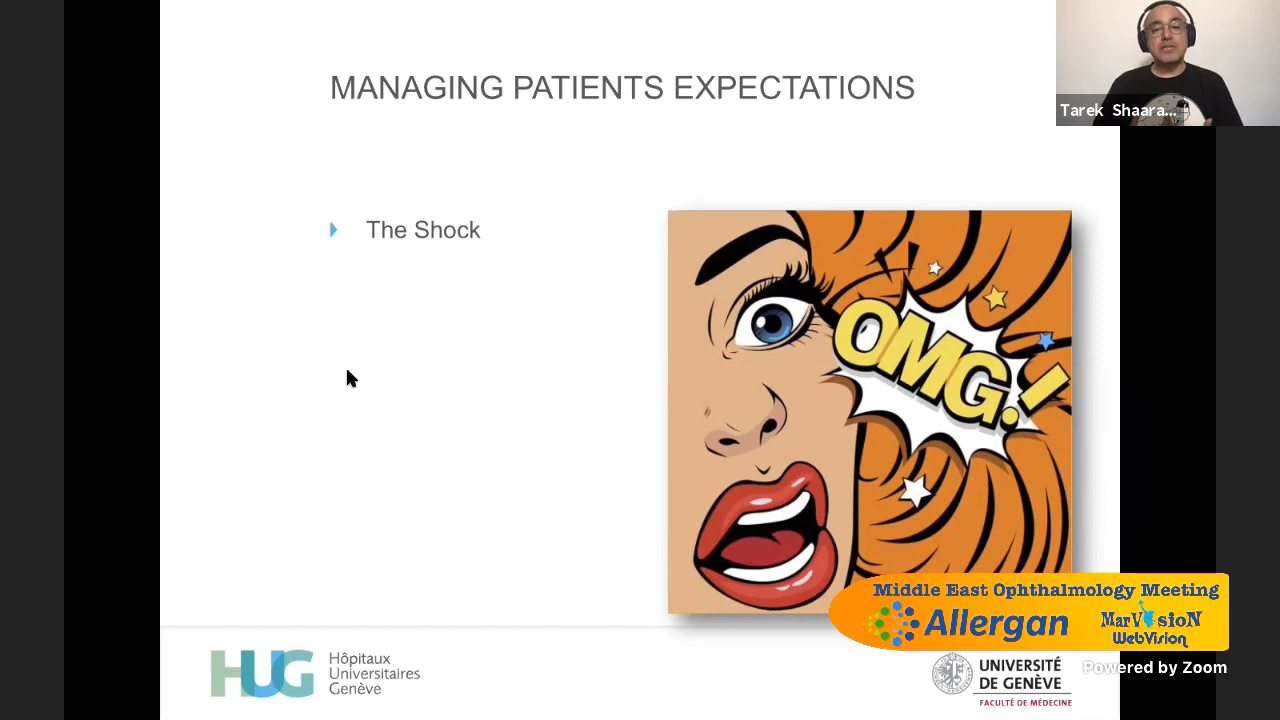 MANAGING PATIENTS EXPECTATIONS
Tarek Shaara...
The Shock
OMG.!
Middle East Ophthalmology Meeting
Allergan
MarVisioN
WebVision
Powered by Zoom
HUG
Hôpitaux
Universitaires
Genève
UNIVERSITÉ
DE GENÈVE
FACULTÉ DE MÉDECINE